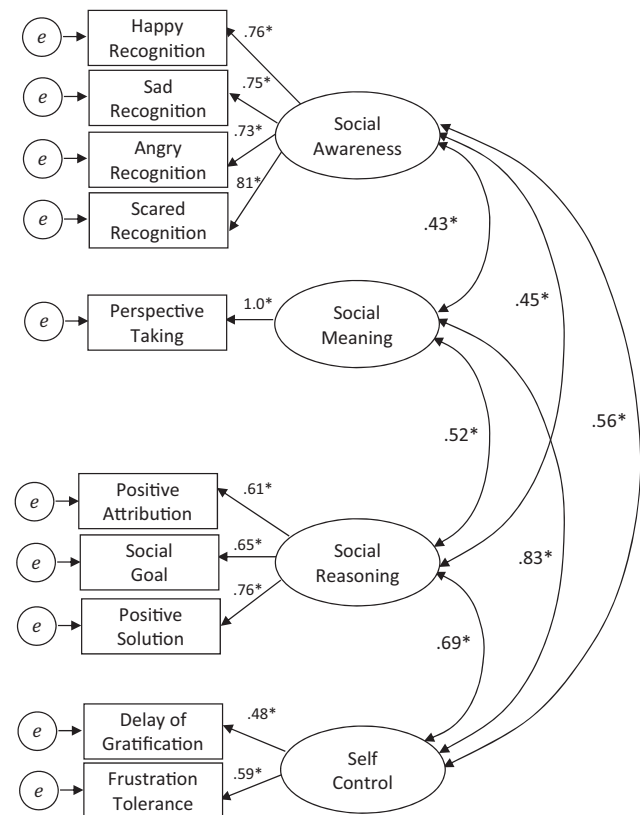 e
Happy
Recognition
.76*
e
Sad
Recognition
.75*
Social
Awareness
e
Angry
Recognition
.73*
e
Scared
Recognition
81*
.43*
e
Perspective
Taking
1.0*
Social
Meaning
.45*
.52*
.56*
e
Positive
Attribution
.61*
e
Social
Goal
.65*
Social
Reasoning
.83*
e
Positive
Solution
.76*
.69*
e
Delay of
Gratification
.48*
Self
Control
e
Frustration
Tolerance
.59*